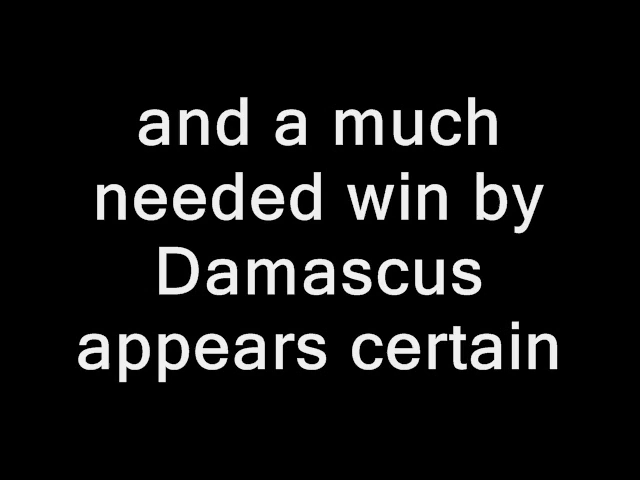 and a much
needed win by
Damascus
appears certain